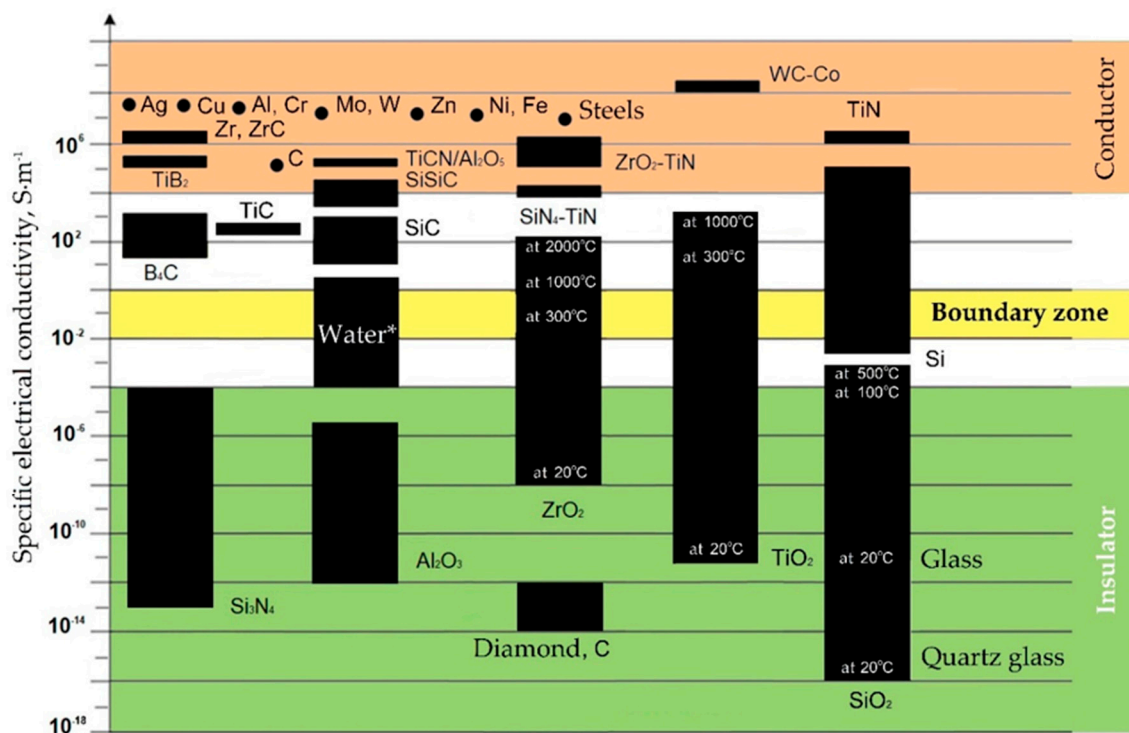 Specific electrical conductivity, S·m⁻¹
10⁶
10²
10⁻²
10⁻⁶
10⁻¹⁰
10⁻¹⁴
10⁻¹⁸
WC-Co
Ag
Cu
Al, Cr
Mo, W
Zn
Ni, Fe
Steels
TiN
Zr, ZrC
C
TiCN/Al₂O₅
ZrO₂-TiN
TiB₂
SiSiC
TiC
SiN₄-TiN
SiC
B₄C
at 2000°C
at 1000°C
at 300°C
at 20°C
ZrO₂
at 1000°C
at 300°C
at 20°C
TiO₂
Water*
Si
at 500°C
at 100°C
at 20°C
Glass
at 20°C
Quartz glass
SiO₂
Al₂O₃
Si₃N₄
Diamond, C
Conductor
Boundary zone
Insulator